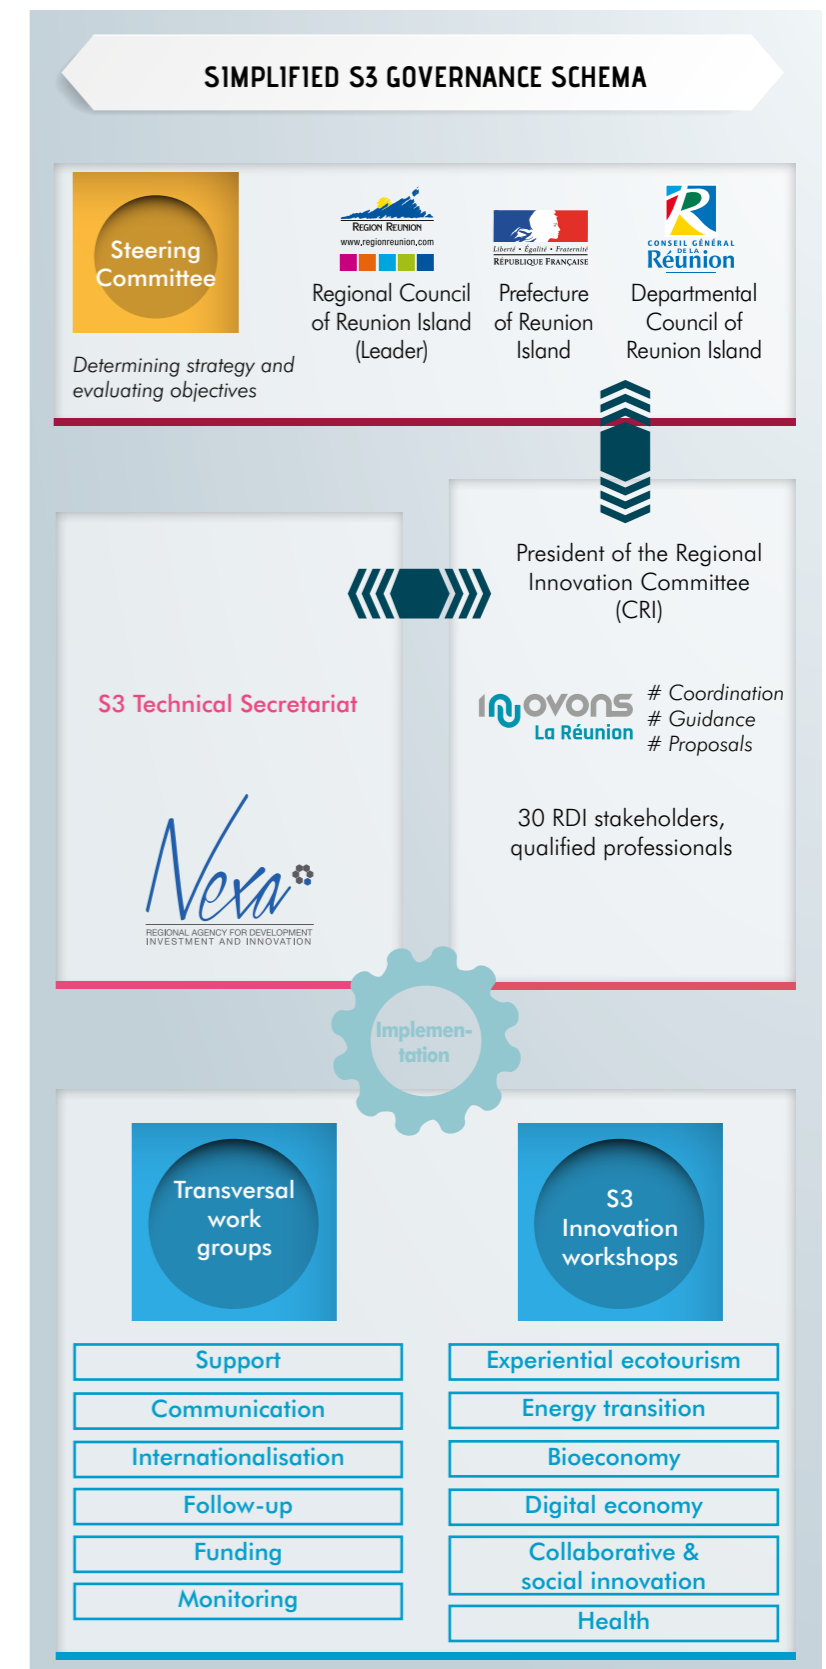 SIMPLIFIED S3 GOVERNANCE SCHEMA
Steering
Committee
Determining strategy and
evaluating objectives
REGION REUNION
www.regionreunion.com
Regional Council
of Reunion Island
(Leader)
Liberté • Égalité • Fraternité
RÉPUBLIQUE FRANÇAISE
Prefecture
of Reunion
Island
CONSEIL GÉNÉRAL
DE LA
Réunion
Departmental
Council of
Reunion Island
President of the Regional
Innovation Committee
(CRI)
INNOVONS
La Réunion
# Coordination
# Guidance
# Proposals
30 RDI stakeholders,
qualified professionals
S3 Technical Secretariat
Nexa
REGIONAL AGENCY FOR DEVELOPMENT
INVESTMENT AND INNOVATION
Implemen-
tation
Transversal
work
groups
Support
Communication
Internationalisation
Follow-up
Funding
Monitoring
S3
Innovation
workshops
Experiential ecotourism
Energy transition
Bioeconomy
Digital economy
Collaborative &
social innovation
Health